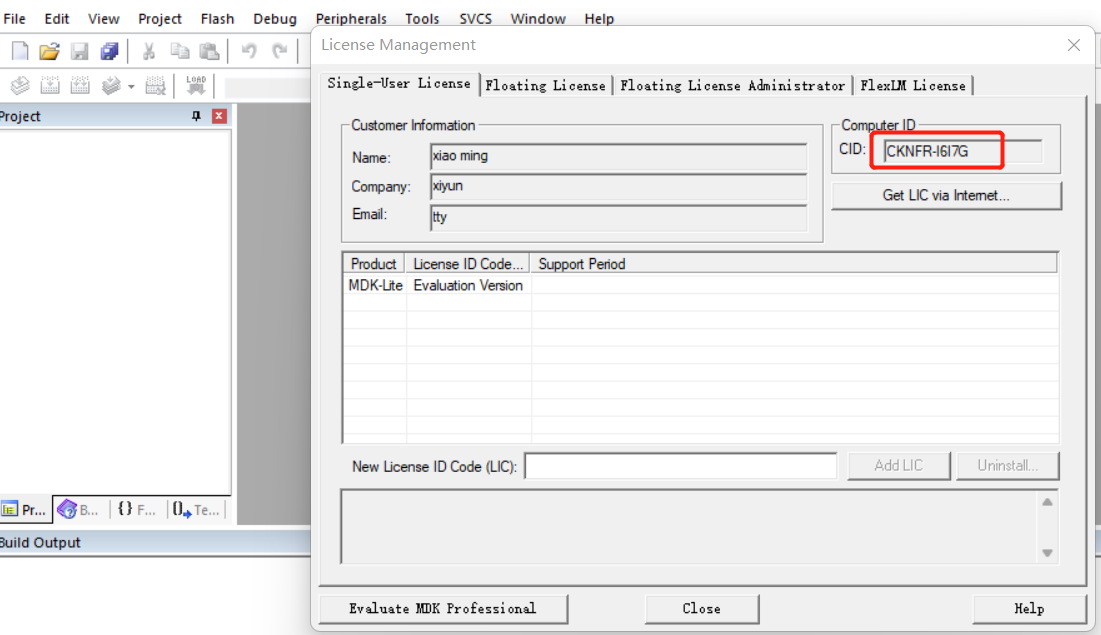 File Edit View Project Flash Debug Peripherals Tools SVCS Window Help
License Management
LOAD
Single-User License Floating License Floating License Administrator FlexLM License
Project
Customer Information
Name: xiao ming
Company: xiyun
Email: tty
Computer ID
CID: CKNFR-I6I7G
Get LIC via Internet...
Product License ID Code... Support Period
MDK-Lite Evaluation Version
New License ID Code (LIC): Add LIC Uninstall...
Pr... B... {} F... Te...
Build Output
Evaluate MDK Professional Close Help